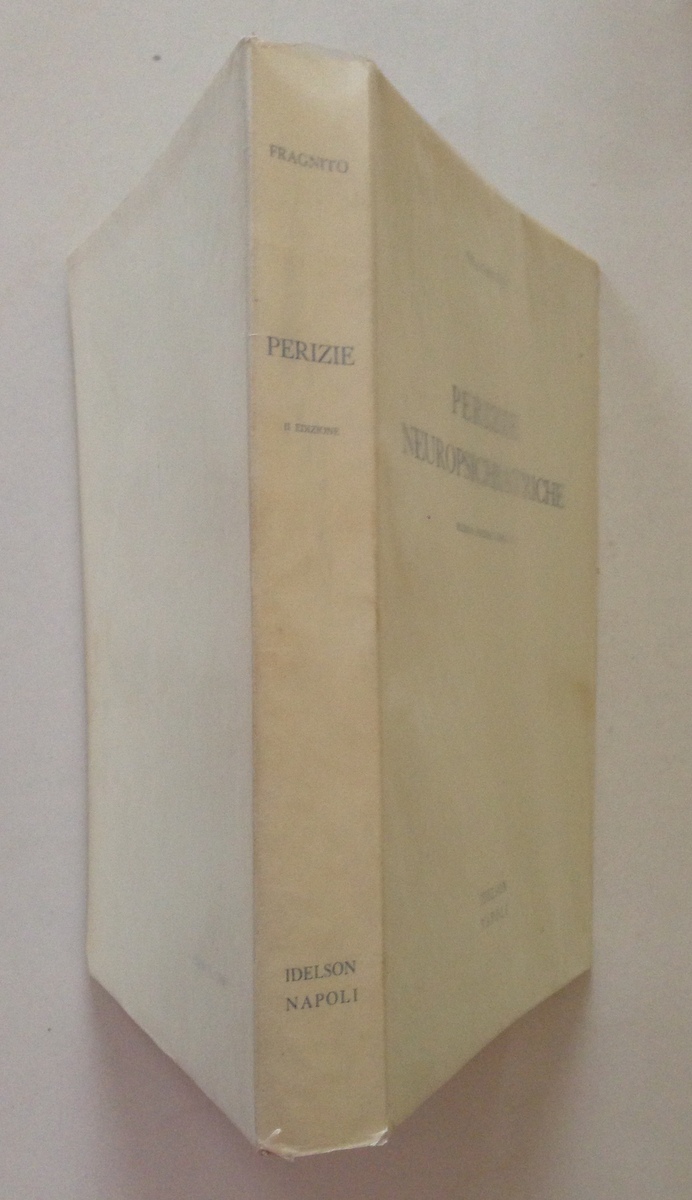 FRAGNITO
PERIZIE
II EDIZIONE
IDELSON
NAPOLI
PERIZIE
NEUROPSICHIATRICHE
IDELSON
NAPOLI